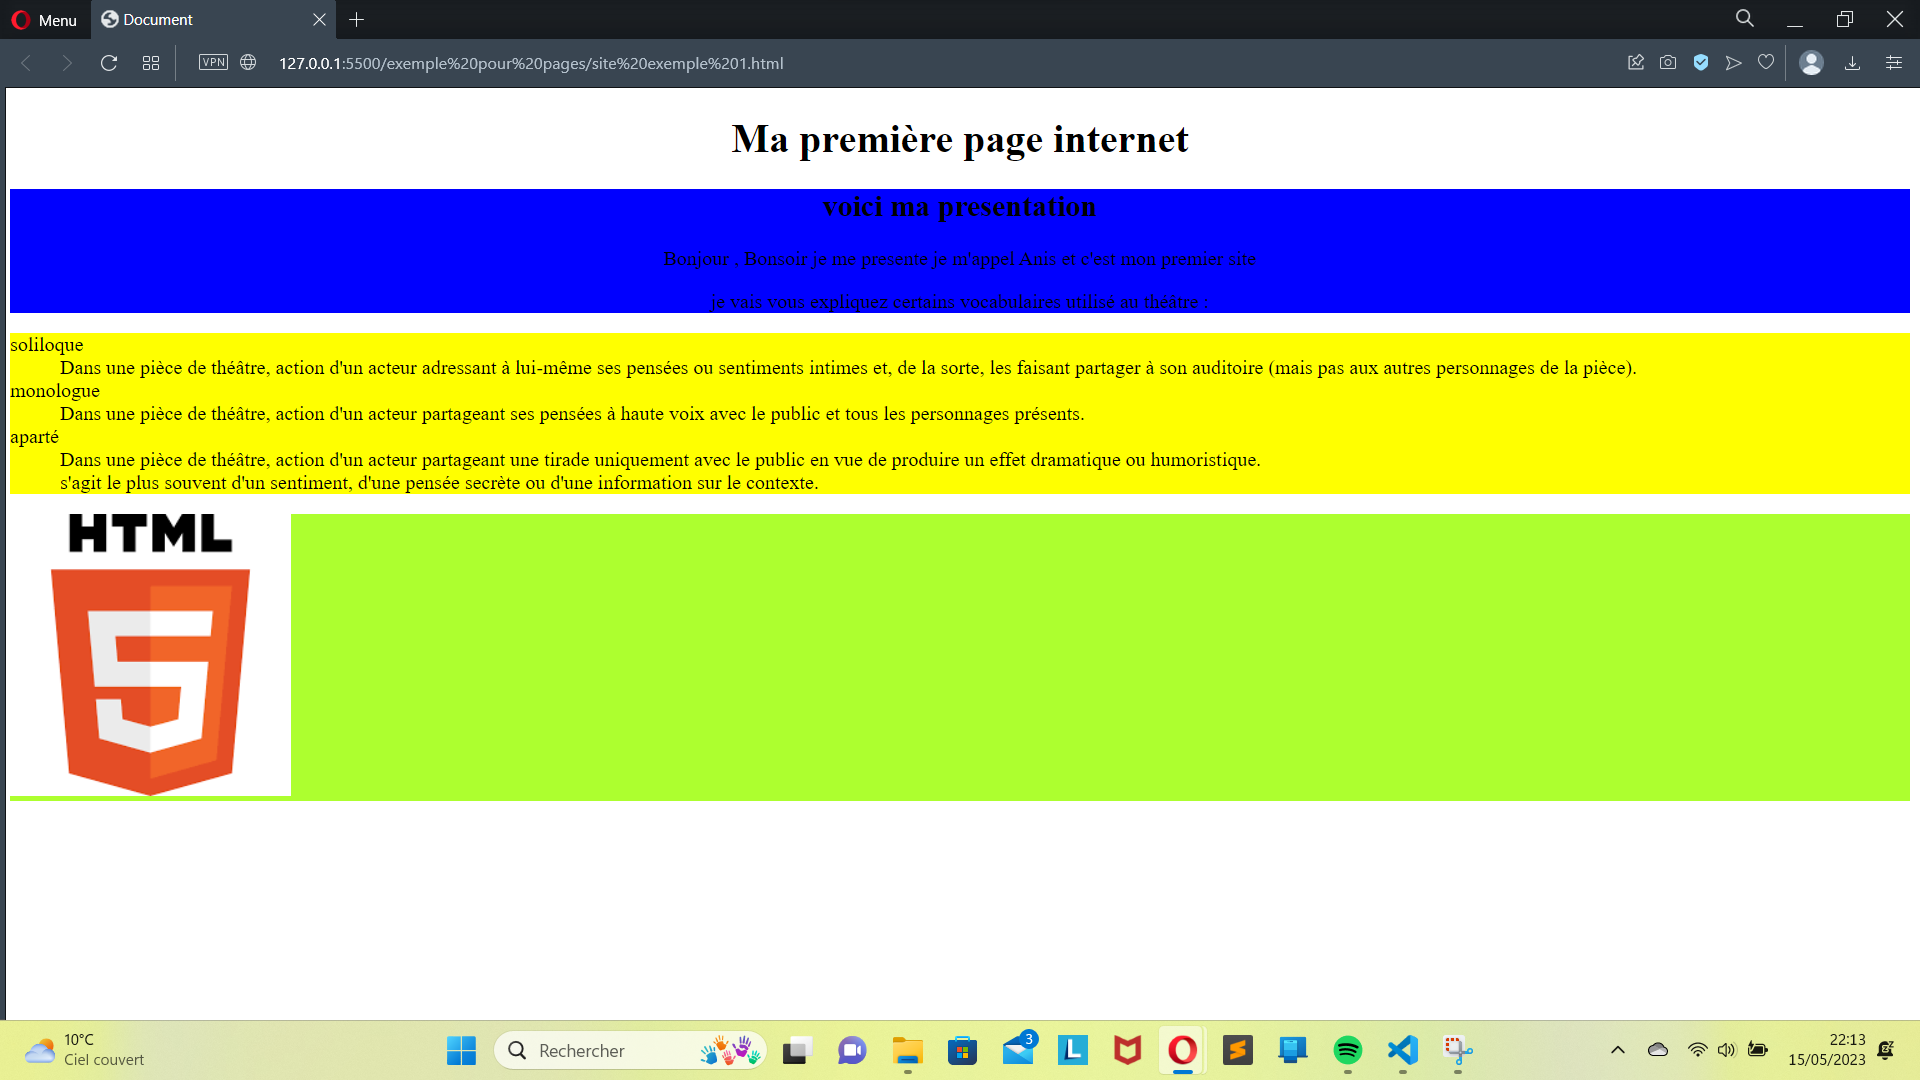 Menu
Document
VPN
127.0.0.1:5500/exemple%20pour%20pages/site%20exemple%201.html
Ma première page internet
voici ma presentation
Bonjour , Bonsoir je me presente je m'appel Anis et c'est mon premier site
je vais vous expliquez certains vocabulaires utilisé au théâtre :
soliloque
Dans une pièce de théâtre, action d'un acteur adressant à lui-même ses pensées ou sentiments intimes et, de la sorte, les faisant partager à son auditoire (mais pas aux autres personnages de la pièce).
monologue
Dans une pièce de théâtre, action d'un acteur partageant ses pensées à haute voix avec le public et tous les personnages présents.
aparté
Dans une pièce de théâtre, action d'un acteur partageant une tirade uniquement avec le public en vue de produire un effet dramatique ou humoristique.
s'agit le plus souvent d'un sentiment, d'une pensée secrète ou d'une information sur le contexte.
HTML
5
10°C
Ciel couvert
Rechercher
3
L
22:13
15/05/2023